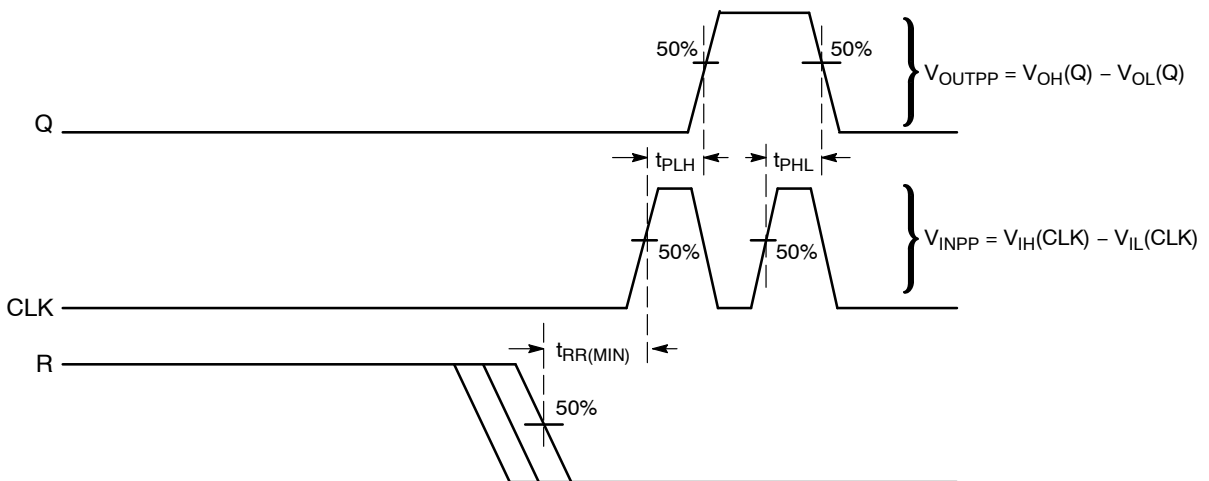 50% 50%
V_OUTPP = V_OH(Q) − V_OL(Q)
Q
t_PLH t_PHL
50% 50%
V_INPP = V_IH(CLK) − V_IL(CLK)
CLK
t_RR(MIN)
R
50%